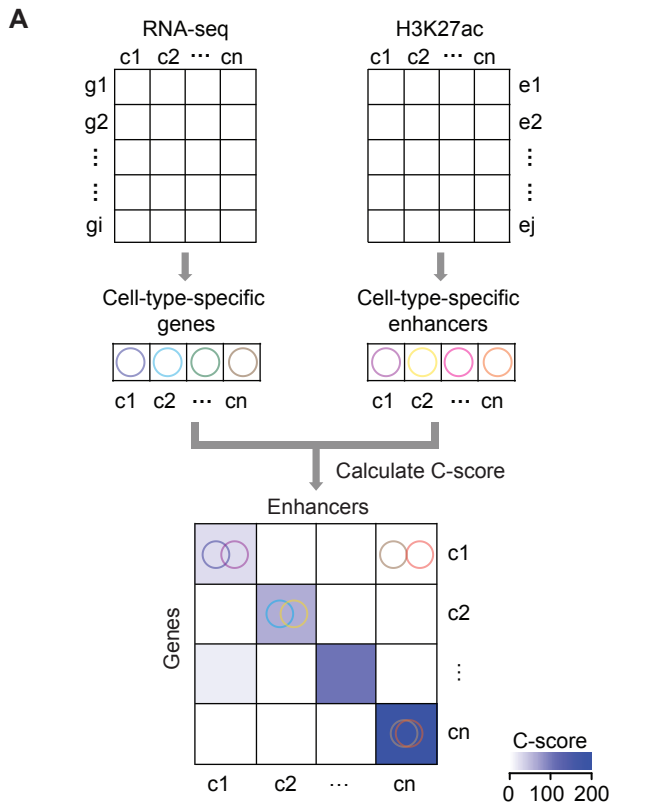 A
RNA-seq
H3K27ac
c1 c2 ··· cn
c1 c2 ··· cn
g1
g2
⋮
⋮
gi
e1
e2
⋮
⋮
ej
Cell-type-specific
genes
Cell-type-specific
enhancers
c1 c2 ··· cn
c1 c2 ··· cn
Calculate C-score
Enhancers
Genes
c1
c2
⋮
cn
c1 c2 ··· cn
C-score
0 100 200